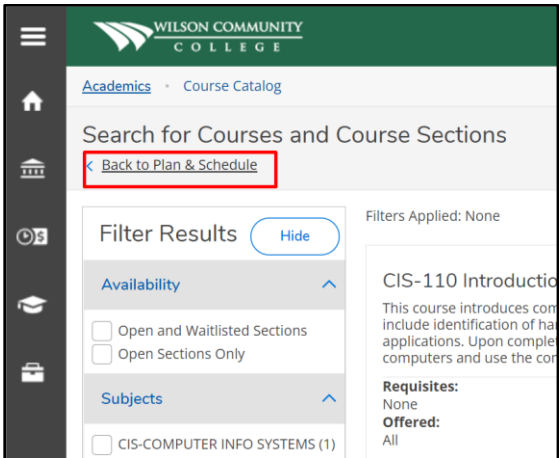 WILSON COMMUNITY
COLLEGE
Academics · Course Catalog
Search for Courses and Course Sections
< Back to Plan & Schedule
Filter Results
Hide
Availability
Open and Waitlisted Sections
Open Sections Only
Subjects
CIS-COMPUTER INFO SYSTEMS (1)
Filters Applied: None
CIS-110 Introductio
This course introduces com
include identification of ha
applications. Upon complet
computers and use the con
Requisites:
None
Offered:
All